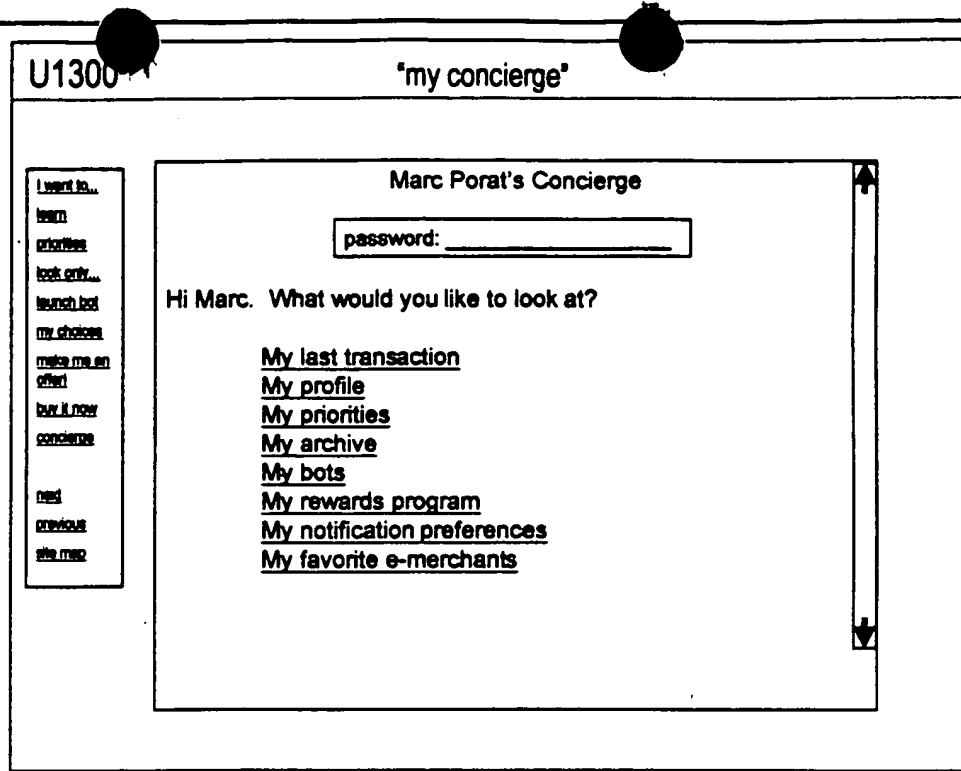 U1300
"my concierge"
I want to...
learn
priorities
look only...
launch bot
my choices
make me an
offer!
buy it now
concierge
next
previous
site map
Marc Porat's Concierge
password: ____________________
Hi Marc. What would you like to look at?
My last transaction
My profile
My priorities
My archive
My bots
My rewards program
My notification preferences
My favorite e-merchants